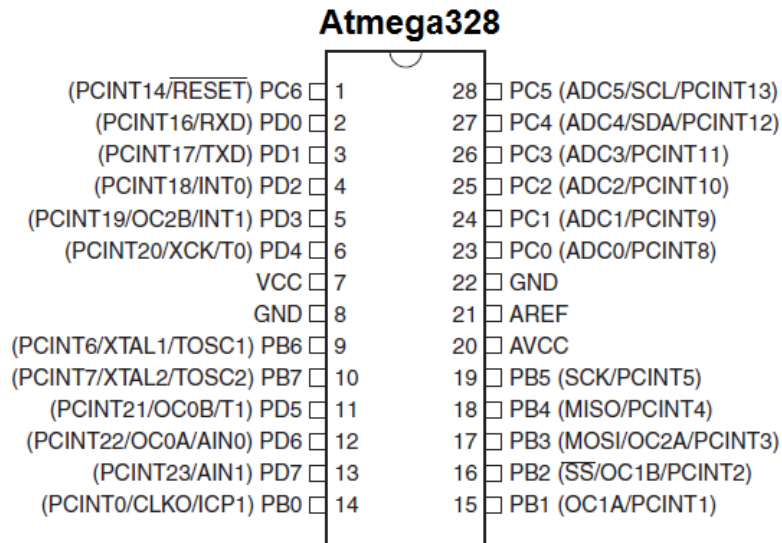 Atmega328
(PCINT14/RESET) PC6 1 28 PC5 (ADC5/SCL/PCINT13)
(PCINT16/RXD) PD0 2 27 PC4 (ADC4/SDA/PCINT12)
(PCINT17/TXD) PD1 3 26 PC3 (ADC3/PCINT11)
(PCINT18/INT0) PD2 4 25 PC2 (ADC2/PCINT10)
(PCINT19/OC2B/INT1) PD3 5 24 PC1 (ADC1/PCINT9)
(PCINT20/XCK/T0) PD4 6 23 PC0 (ADC0/PCINT8)
VCC 7 22 GND
GND 8 21 AREF
(PCINT6/XTAL1/TOSC1) PB6 9 20 AVCC
(PCINT7/XTAL2/TOSC2) PB7 10 19 PB5 (SCK/PCINT5)
(PCINT21/OC0B/T1) PD5 11 18 PB4 (MISO/PCINT4)
(PCINT22/OC0A/AIN0) PD6 12 17 PB3 (MOSI/OC2A/PCINT3)
(PCINT23/AIN1) PD7 13 16 PB2 (SS/OC1B/PCINT2)
(PCINT0/CLKO/ICP1) PB0 14 15 PB1 (OC1A/PCINT1)